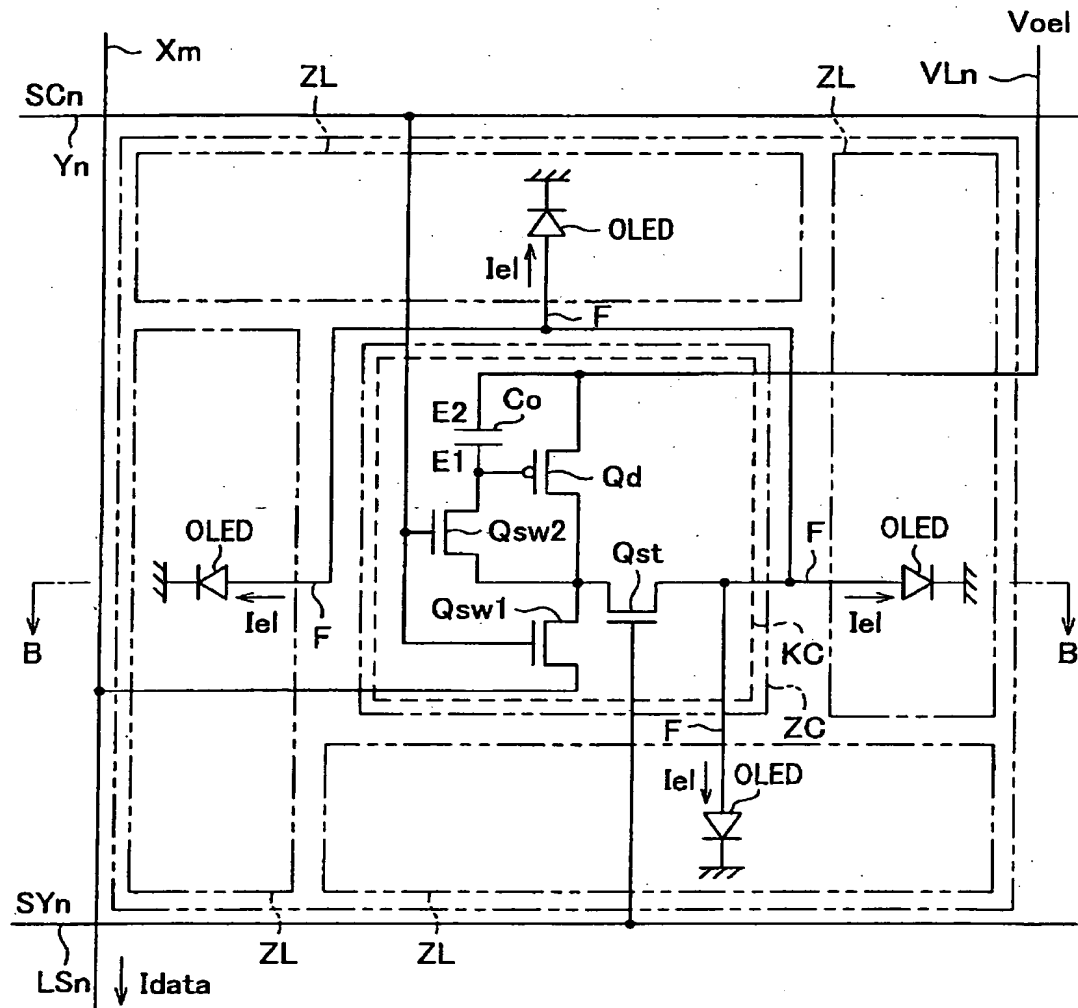 Voel
Xm
VLn
ZL
ZL
SCn
Yn
OLED
Iel
F
E2
Co
E1
Qd
OLED
Qsw2
Qst
F
OLED
Qsw1
B
Iel
F
Iel
B
KC
F
ZC
Iel
OLED
SYn
ZL
ZL
LSn
Idata